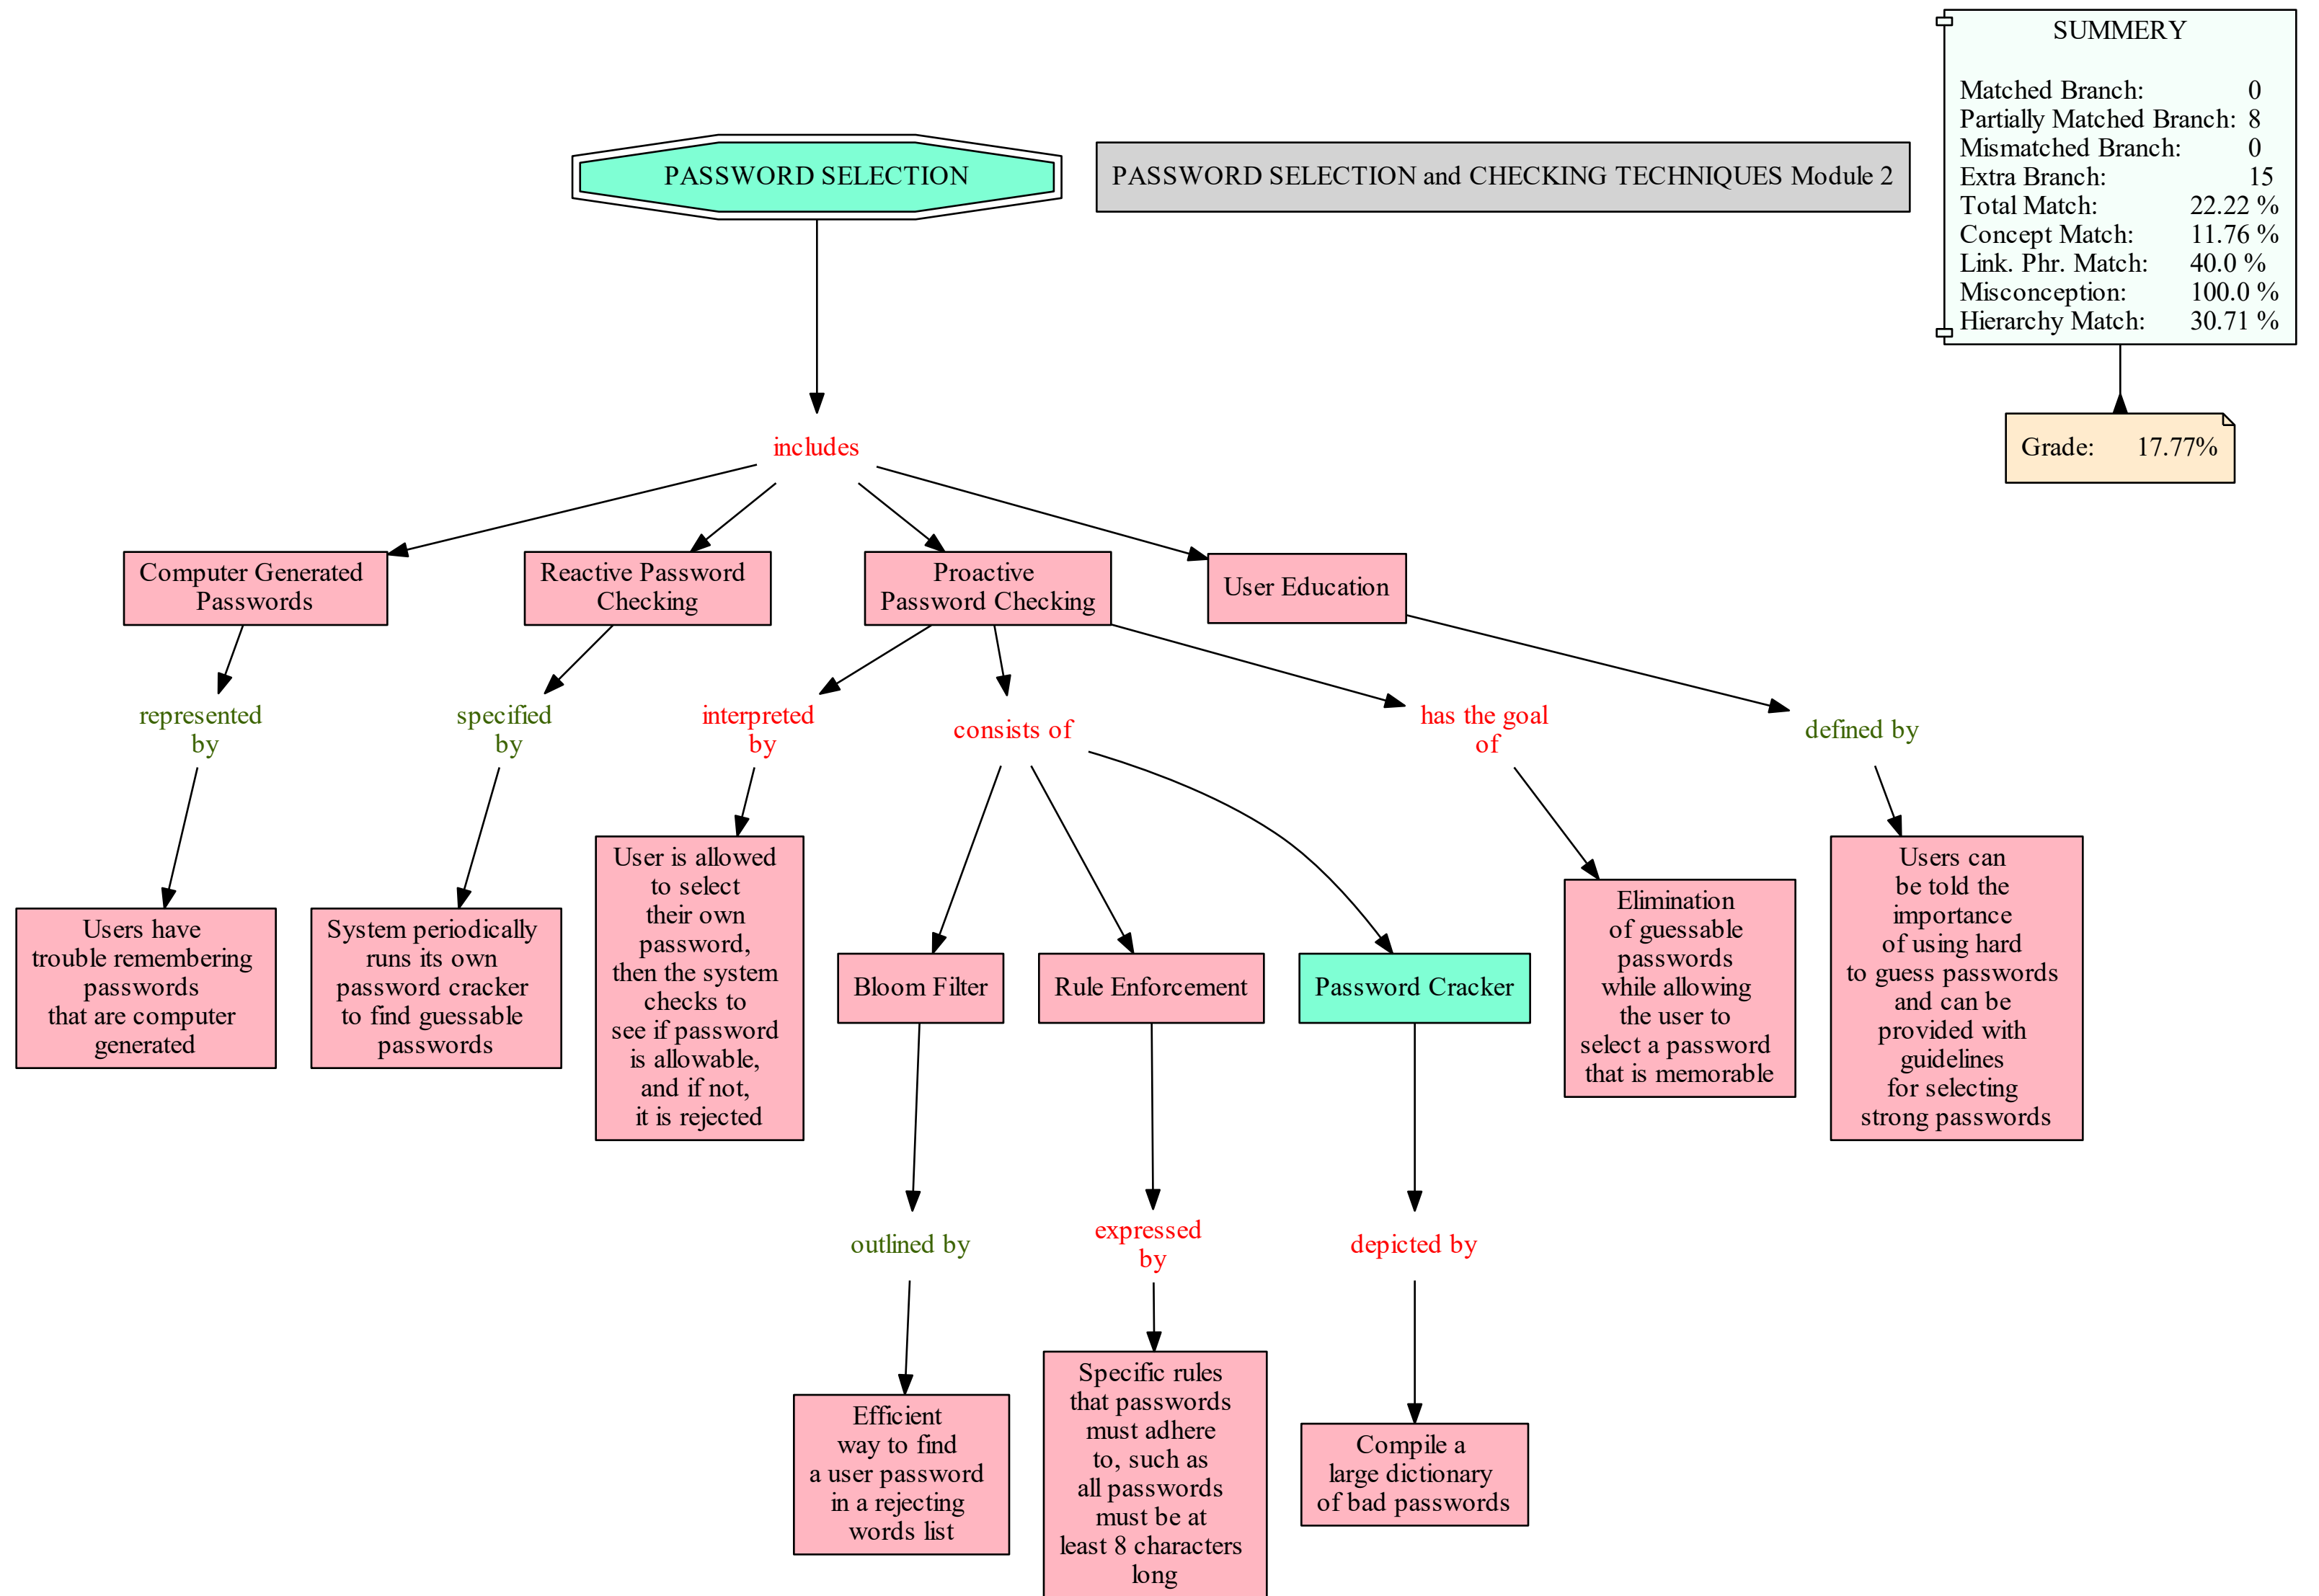 SUMMERY
Matched Branch: 0
Partially Matched Branch: 8
Mismatched Branch: 0
Extra Branch: 15
Total Match: 22.22 %
Concept Match: 11.76 %
Link. Phr. Match: 40.0 %
Misconception: 100.0 %
Hierarchy Match: 30.71 %
PASSWORD SELECTION
PASSWORD SELECTION and CHECKING TECHNIQUES Module 2
includes
Grade: 17.77%
Computer Generated
Passwords
Reactive Password
Checking
Proactive
Password Checking
User Education
represented
by
specified
by
interpreted
by
consists of
has the goal
of
defined by
Users have
trouble remembering
passwords
that are computer
generated
System periodically
runs its own
password cracker
to find guessable
passwords
User is allowed
to select
their own
password,
then the system
checks to
see if password
is allowable,
and if not,
it is rejected
Bloom Filter
Rule Enforcement
Password Cracker
Elimination
of guessable
passwords
while allowing
the user to
select a password
that is memorable
Users can
be told the
importance
of using hard
to guess passwords
and can be
provided with
guidelines
for selecting
strong passwords
outlined by
expressed
by
depicted by
Efficient
way to find
a user password
in a rejecting
words list
Specific rules
that passwords
must adhere
to, such as
all passwords
must be at
least 8 characters
long
Compile a
large dictionary
of bad passwords